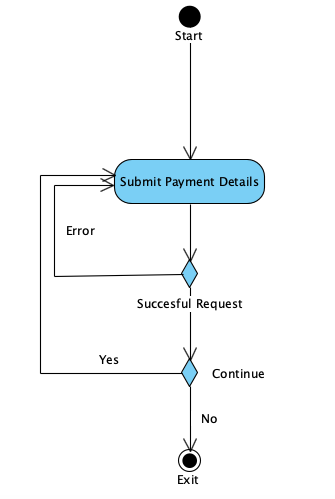 Start
Submit Payment Details
Error
Succesful Request
Yes
Continue
No
Exit